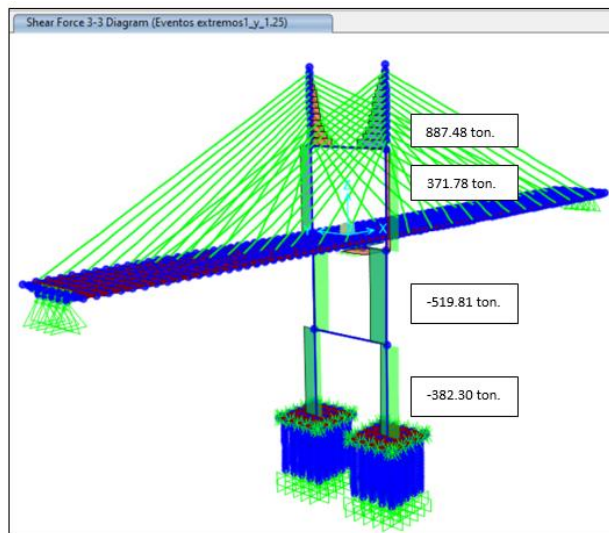 Shear Force 3-3 Diagram (Eventos extremos1_y_1.25)
887.48 ton.
371.78 ton.
X
-519.81 ton.
-382.30 ton.